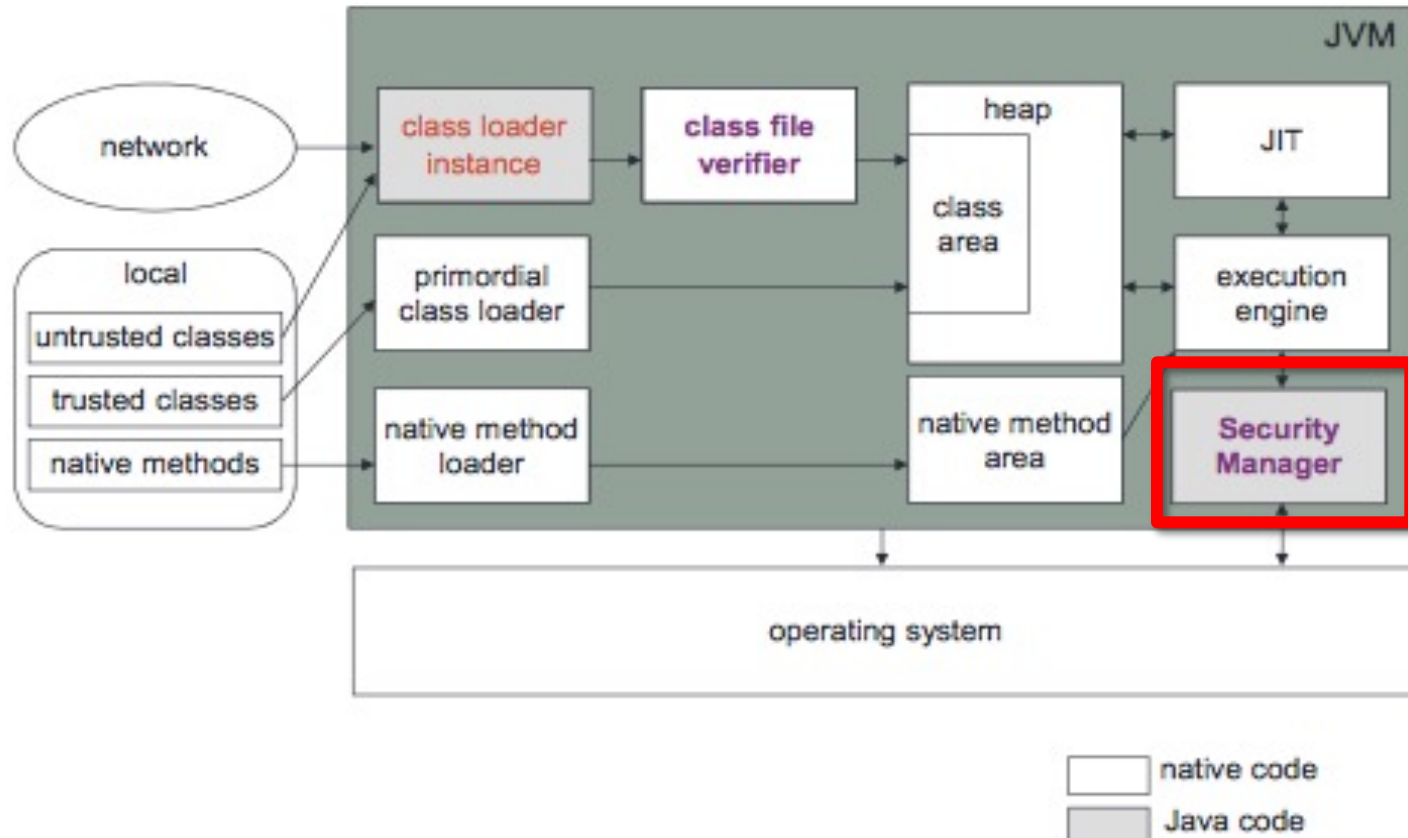 JVM
network
class loader
instance
class file
verifier
heap
class
area
JIT
local
untrusted classes
trusted classes
native methods
primordial
class loader
execution
engine
native method
loader
native method
area
Security
Manager
operating system
native code
Java code